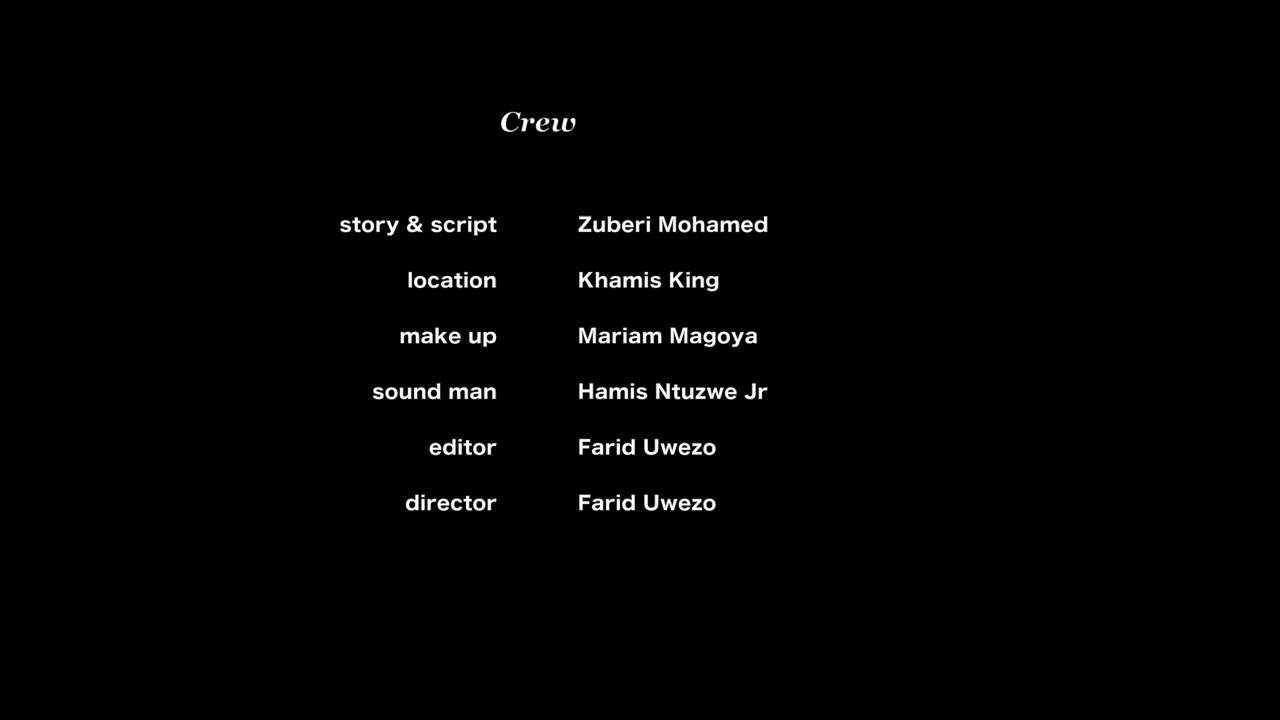 Crew
story & script Zuberi Mohamed
location Khamis King
make up Mariam Magoya
sound man Hamis Ntuzwe Jr
editor Farid Uwezo
director Farid Uwezo